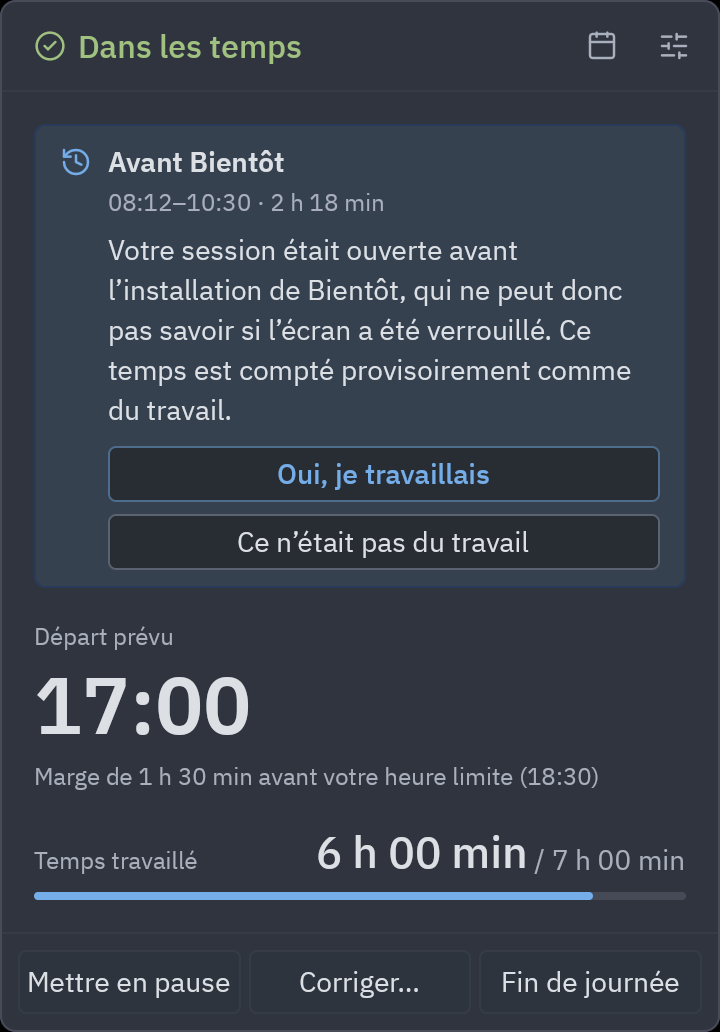 Dans les temps
Avant Bientôt
08:12–10:30 · 2 h 18 min
Votre session était ouverte avant
l’installation de Bientôt, qui ne peut donc
pas savoir si l’écran a été verrouillé. Ce
temps est compté provisoirement comme
du travail.
Oui, je travaillais
Ce n’était pas du travail
Départ prévu
17:00
Marge de 1 h 30 min avant votre heure limite (18:30)
Temps travaillé 6 h 00 min / 7 h 00 min
Mettre en pause Corriger… Fin de journée